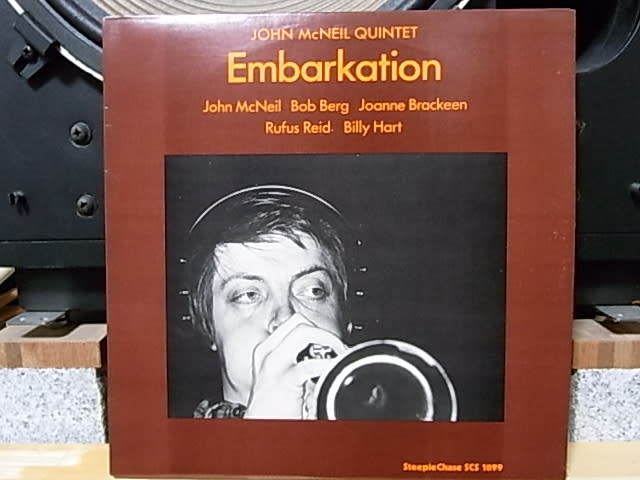 JOHN McNEIL QUINTET
Embarkation
John McNeil Bob Berg Joanne Brackeen
Rufus Reid Billy Hart
SteepleChase SCS 1099